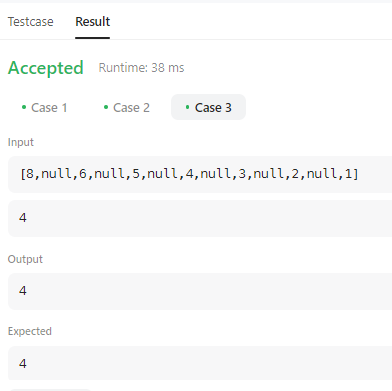 Testcase Result
Accepted Runtime: 38 ms
Case 1 Case 2 Case 3
Input
[8,null,6,null,5,null,4,null,3,null,2,null,1]
4
Output
4
Expected
4